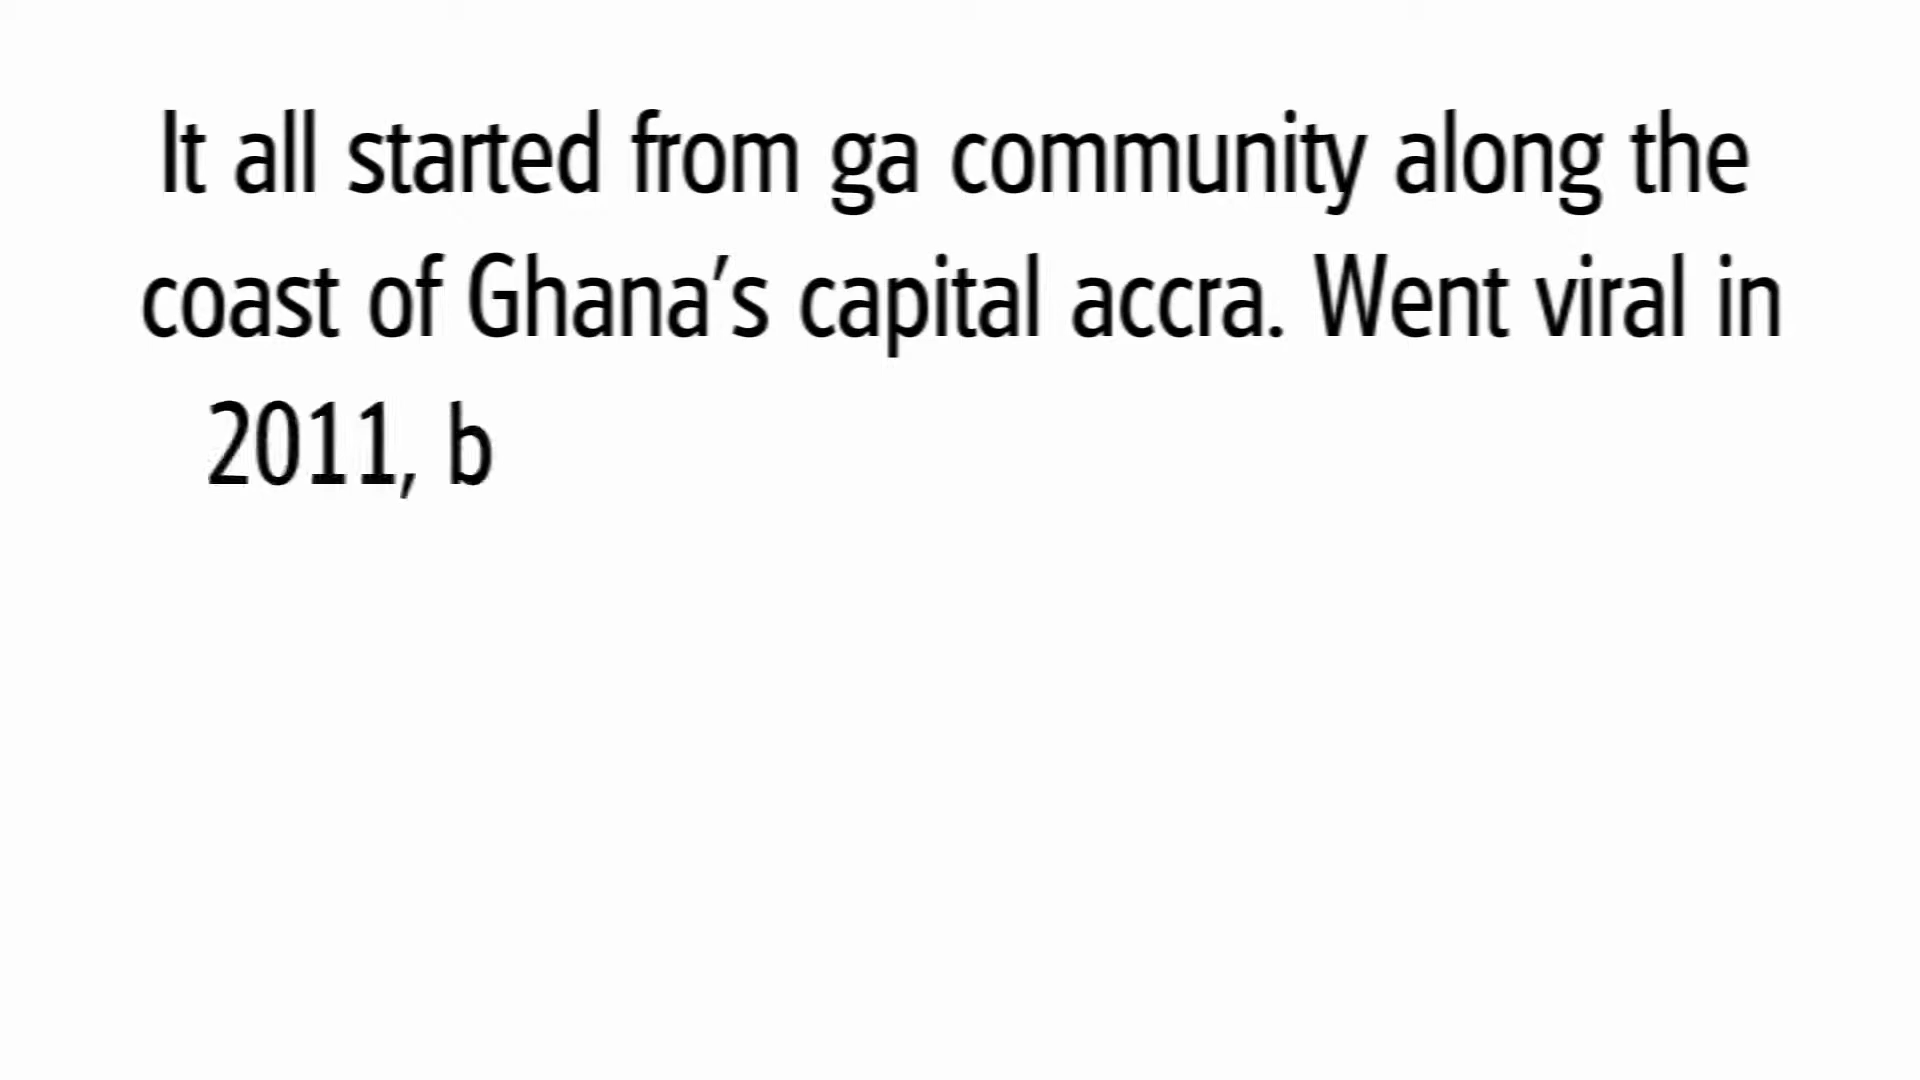 It all started from ga community along the
coast of Ghana's capital accra. Went viral in
2011, b